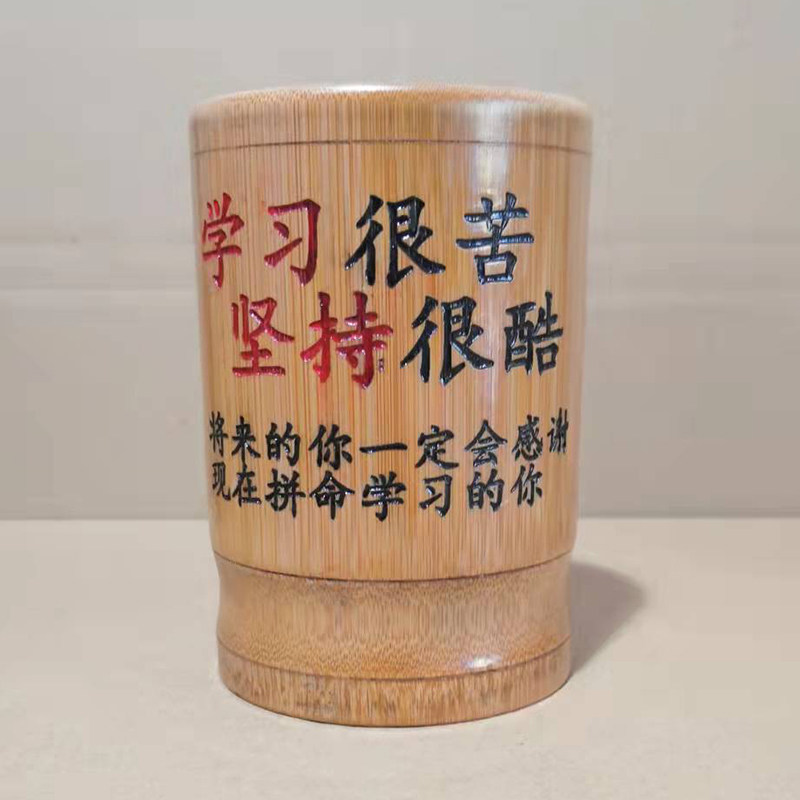 学习很苦
坚持很酷
将来的你一定会感谢
现在拼命学习的你